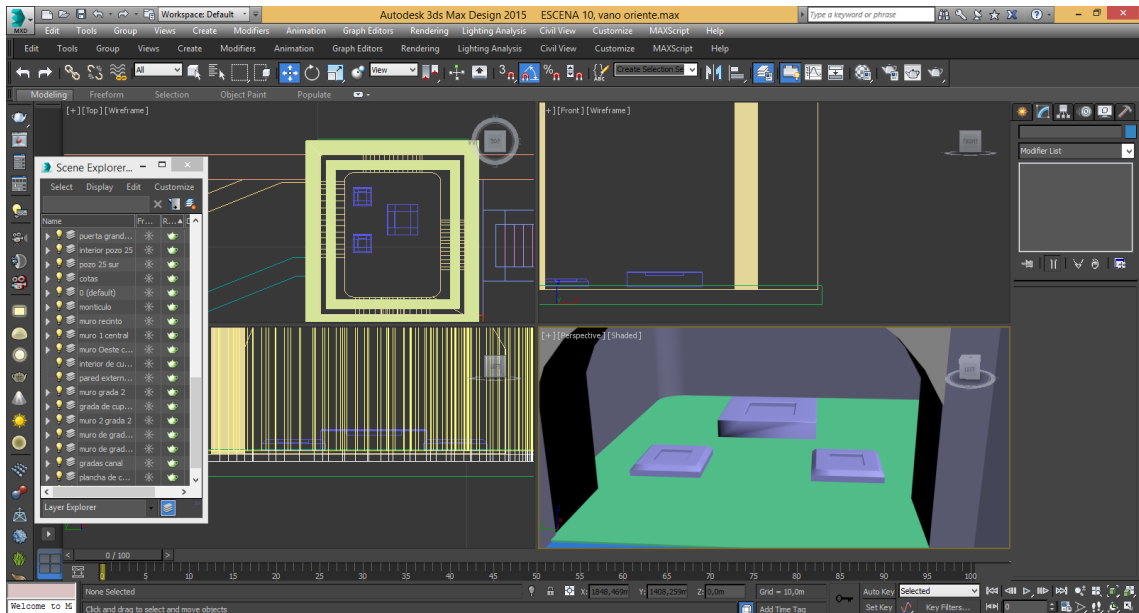 Workspace: Default
Autodesk 3ds Max Design 2015 ESCENA 10, vano oriente.max
Type a keyword or phrase
MXD
Edit Tools Group Views Create Modifiers Animation Graph Editors Rendering Lighting Analysis Civil View Customize MAXScript Help
Edit Tools Group Views Create Modifiers Animation Graph Editors Rendering Lighting Analysis Civil View Customize MAXScript Help
All
View
Create Selection Se
Modeling Freeform Selection Object Paint Populate
[+][Top][Wireframe]
TOP
[+][Front][Wireframe]
FRONT
Modifier List
Scene Explorer...
Select Display Edit Customize
Name Fr... R...
puerta grand...
interior pozo 25
pozo 25 sur
cotas
0 (default)
monticulo
muro recinto
muro 1 central
muro Oeste c...
interior de cu...
pared extern...
muro grada 2
grada de cup...
muro 2 grada 2
muro de grad...
muro de grad...
gradas canal
plancha de c...
Layer Explorer
[+][Perspective][Shaded]
LEFT
0 / 100
0 5 10 15 20 25 30 35 40 45 50 55 60 65 70 75 80 85 90 95 100
None Selected
X: 1848,469m Y: 1408,259m Z: 0,0m
Grid = 10,0m
Auto Key Selected
Welcome to M
Click and drag to select and move objects
Add Time Tag
Set Key Key Filters...
0